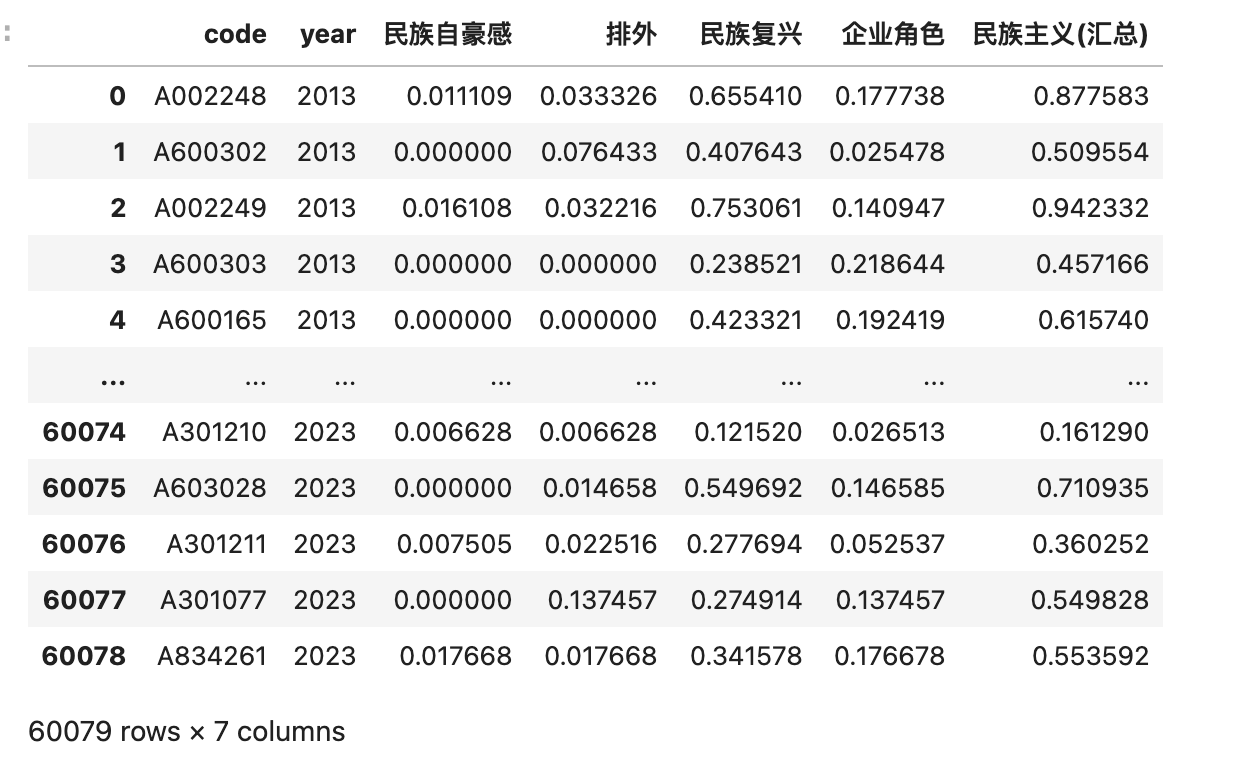 :
code year 民族自豪感 排外 民族复兴 企业角色 民族主义(汇总)
0 A002248 2013 0.011109 0.033326 0.655410 0.177738 0.877583
1 A600302 2013 0.000000 0.076433 0.407643 0.025478 0.509554
2 A002249 2013 0.016108 0.032216 0.753061 0.140947 0.942332
3 A600303 2013 0.000000 0.000000 0.238521 0.218644 0.457166
4 A600165 2013 0.000000 0.000000 0.423321 0.192419 0.615740
... ... ... ... ... ... ... ...
60074 A301210 2023 0.006628 0.006628 0.121520 0.026513 0.161290
60075 A603028 2023 0.000000 0.014658 0.549692 0.146585 0.710935
60076 A301211 2023 0.007505 0.022516 0.277694 0.052537 0.360252
60077 A301077 2023 0.000000 0.137457 0.274914 0.137457 0.549828
60078 A834261 2023 0.017668 0.017668 0.341578 0.176678 0.553592
60079 rows × 7 columns